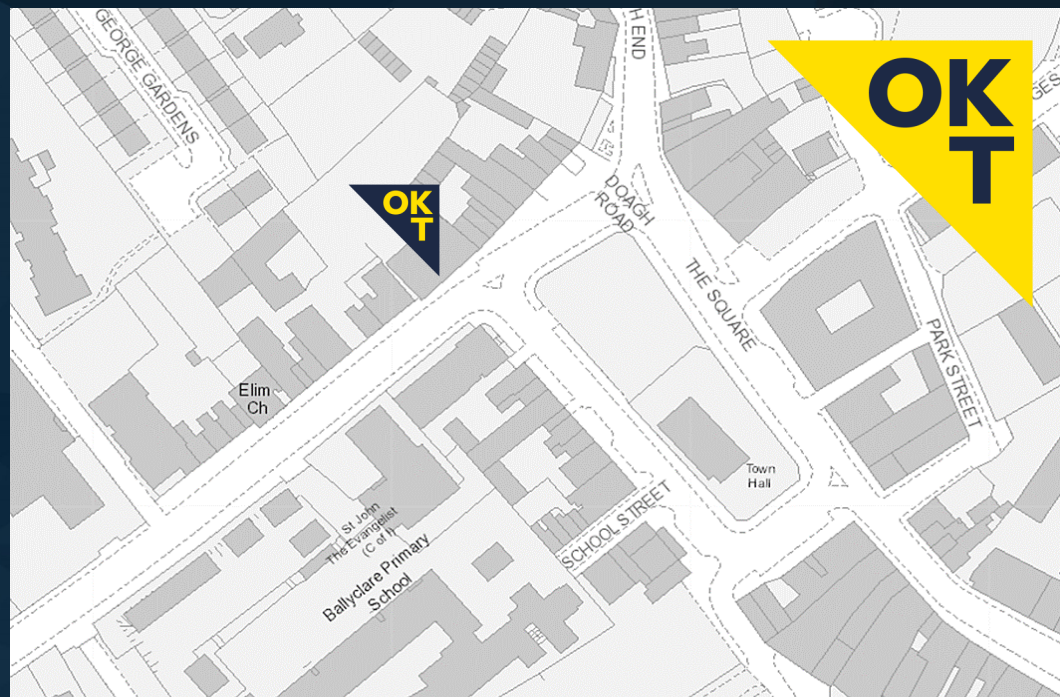 GEORGE GARDENS
H END
OK
T
GES
OK
T
DOAGH
ROAD
THE SQUARE
PARK STREET
Elim
Ch
Town
Hall
SCHOOL STREET
St John
The Evangelist
(C of I)
Ballyclare Primary
School